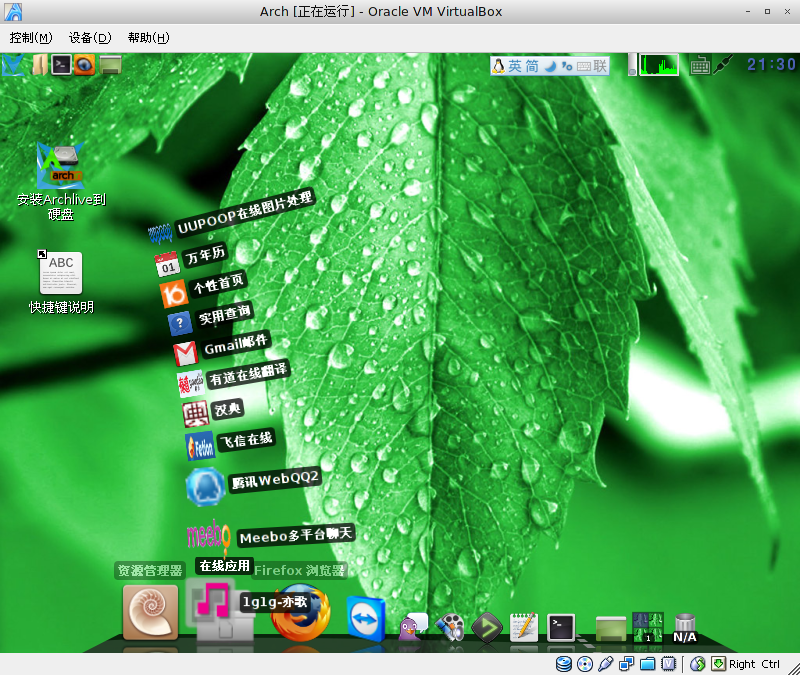 Arch [正在运行] - Oracle VM VirtualBox
控制(M) 设备(D) 帮助(H)
英 简 联
21:30
arch
安装Archlive到
硬盘
ABC
快捷键说明
UUPOOP在线图片处理
01
万年历
16
个性首页
?
实用查询
Gmail邮件
有道在线翻译
典
汉典
Fetion
飞信在线
腾讯WebQQ2
meebo
Meebo多平台聊天
资源管理器
在线应用
Firefox 浏览器
1g1g-亦歌
1
N/A
Right Ctrl